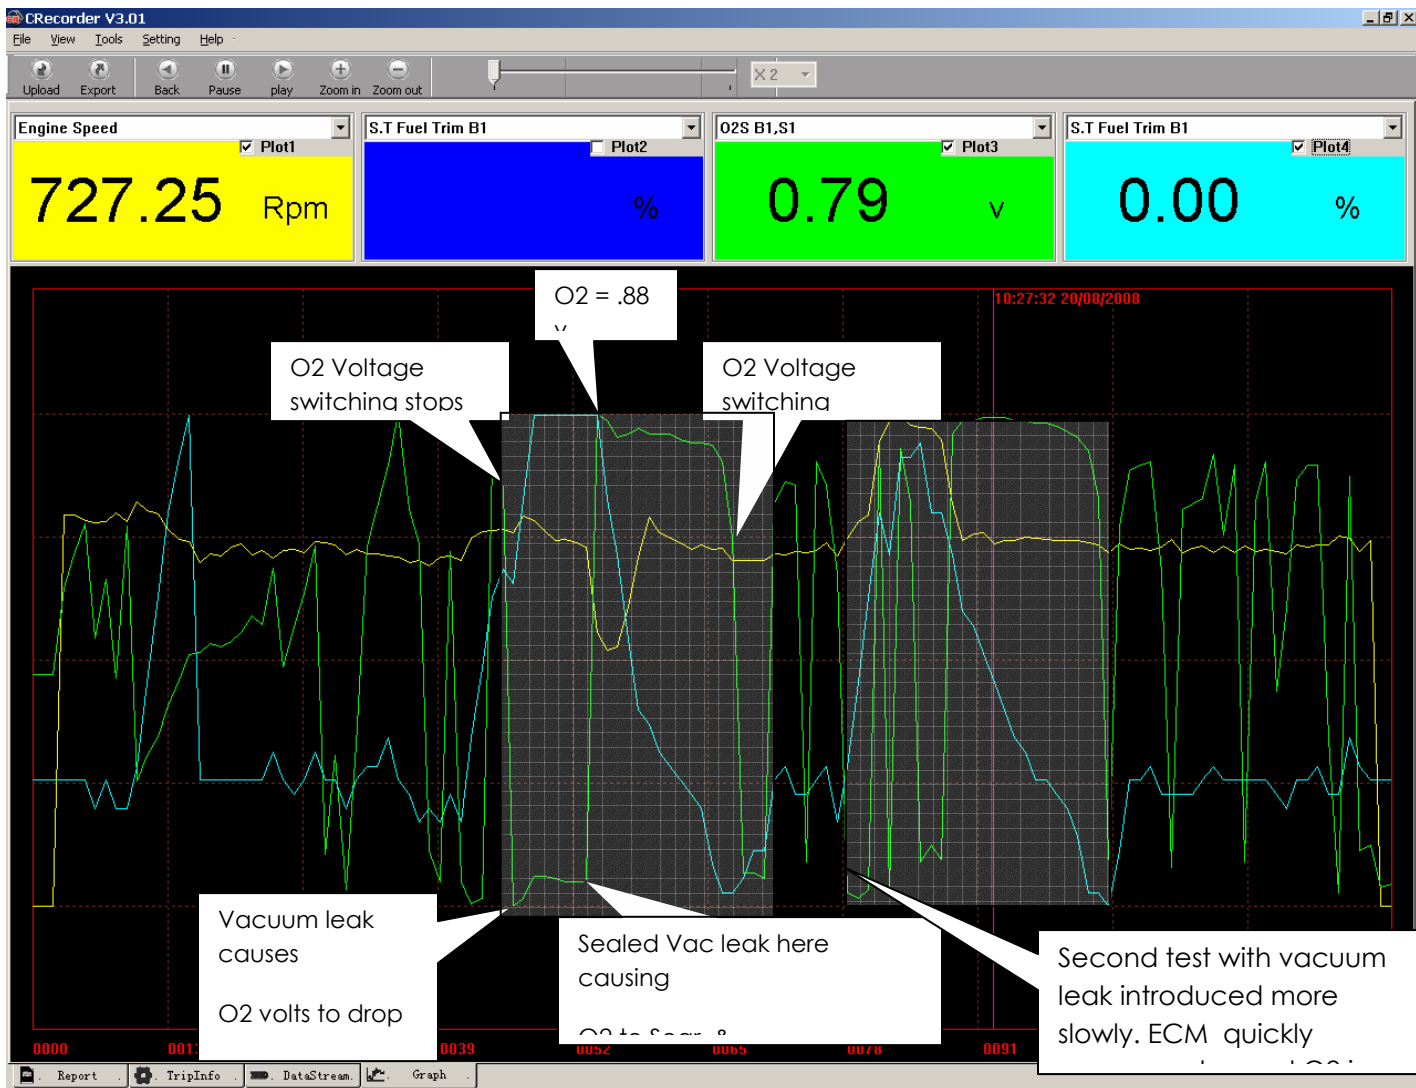 CRecorder V3.01
File View Tools Setting Help
Upload Export Back Pause play Zoom in Zoom out X 2
Engine Speed S.T Fuel Trim B1 O2S B1,S1 S.T Fuel Trim B1
Plot1 Plot2 Plot3 Plot4
727.25 Rpm % 0.79 v 0.00 %
O2 = .88
10:27:32 20/08/2008
O2 Voltage
switching stops
O2 Voltage
switching
Vacuum leak
causes
O2 volts to drop
Sealed Vac leak here
causing
O2 to Soar &
Second test with vacuum
leak introduced more
slowly. ECM quickly
0000 0039 0052 0065 0078 0091
Report TripInfo DataStream Graph